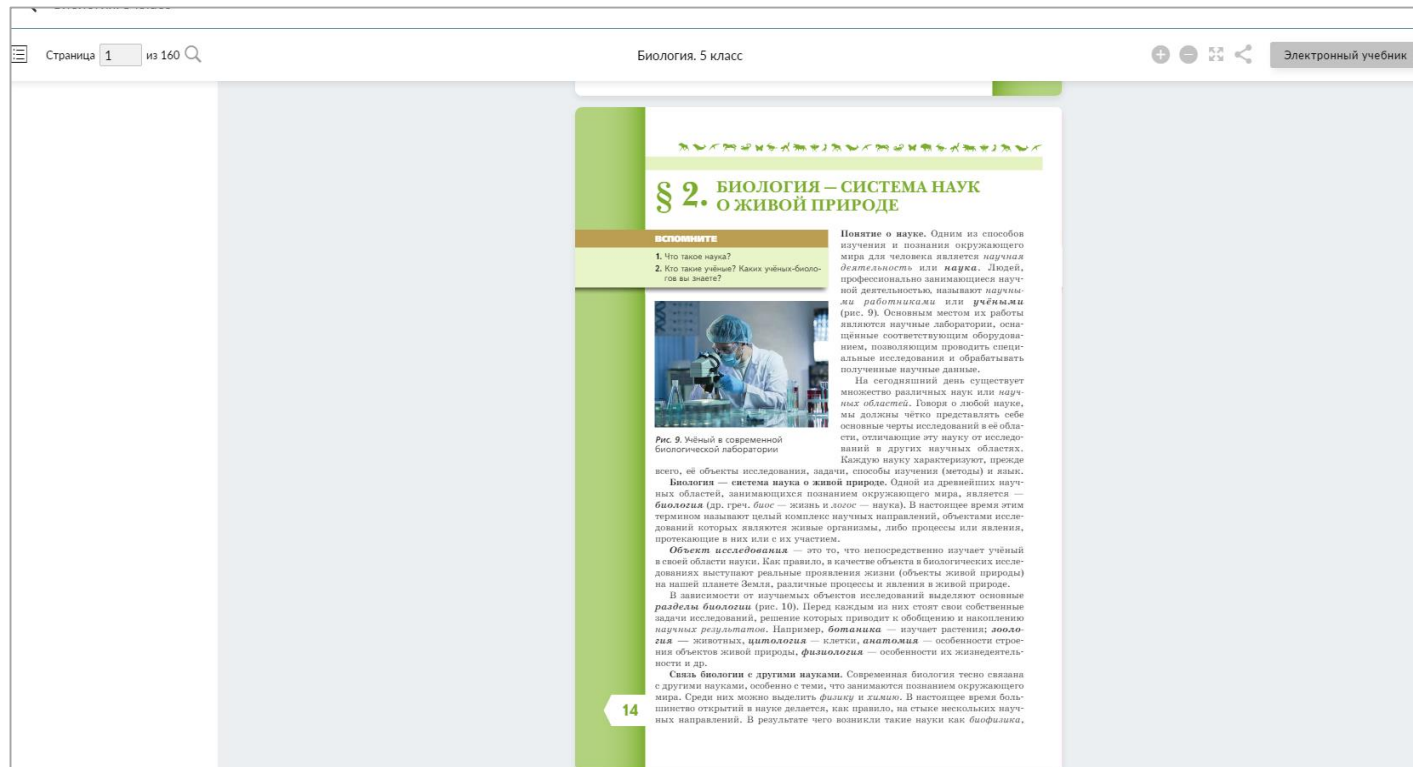 Страница 1 из 160
Биология. 5 класс
Электронный учебник
§ 2. БИОЛОГИЯ — СИСТЕМА НАУК
О ЖИВОЙ ПРИРОДЕ
ВСПОМНИТЕ
1. Что такое наука?
2. Кто такие учёные? Каких учёных-биоло-
гов вы знаете?
Рис. 9. Учёный в современной
биологической лаборатории
Понятие о науке. Одним из способов
изучения и познания окружающего
мира для человека является научная
деятельность или наука. Людей,
профессионально занимающиеся науч-
ной деятельностью, называют научны-
ми работниками или учёными
(рис. 9). Основным местом их работы
являются научные лаборатории, осна-
щённые соответствующим оборудова-
нием, позволяющим проводить специ-
альные исследования и обрабатывать
полученные научные данные.
На сегодняшний день существует
множество различных наук или науч-
ных областей. Говоря о любой науке,
мы должны чётко представлять себе
основные черты исследований в её обла-
сти, отличающие эту науку от исследо-
ваний в других научных областях.
Каждую науку характеризуют, прежде
всего, её объекты исследования, задачи, способы изучения (методы) и язык.
Биология — система наука о живой природе. Одной из древнейших науч-
ных областей, занимающихся познанием окружающего мира, является —
биология (др. греч. биос — жизнь и логос — наука). В настоящее время этим
термином называют целый комплекс научных направлений, объектами иссле-
дований которых являются живые организмы, либо процессы или явления,
протекающие в них или с их участием.
Объект исследования — это то, что непосредственно изучает учёный
в своей области науки. Как правило, в качестве объекта в биологических иссле-
дованиях выступают реальные проявления жизни (объекты живой природы)
на нашей планете Земля, различные процессы и явления в живой природе.
В зависимости от изучаемых объектов исследований выделяют основные
разделы биологии (рис. 10). Перед каждым из них стоят свои собственные
задачи исследований, решение которых приводит к обобщению и накоплению
научных результатов. Например, ботаника — изучает растения; зооло-
гия — животных, цитология — клетки, анатомия — особенности строе-
ния объектов живой природы, физиология — особенности их жизнедеятель-
ности и др.
Связь биологии с другими науками. Современная биология тесно связана
с другими науками, особенно с теми, что занимаются познанием окружающего
мира. Среди них можно выделить физику и химию. В настоящее время боль-
шинство открытий в науке делается, как правило, на стыке нескольких науч-
ных направлений. В результате чего возникли такие науки как биофизика,
14